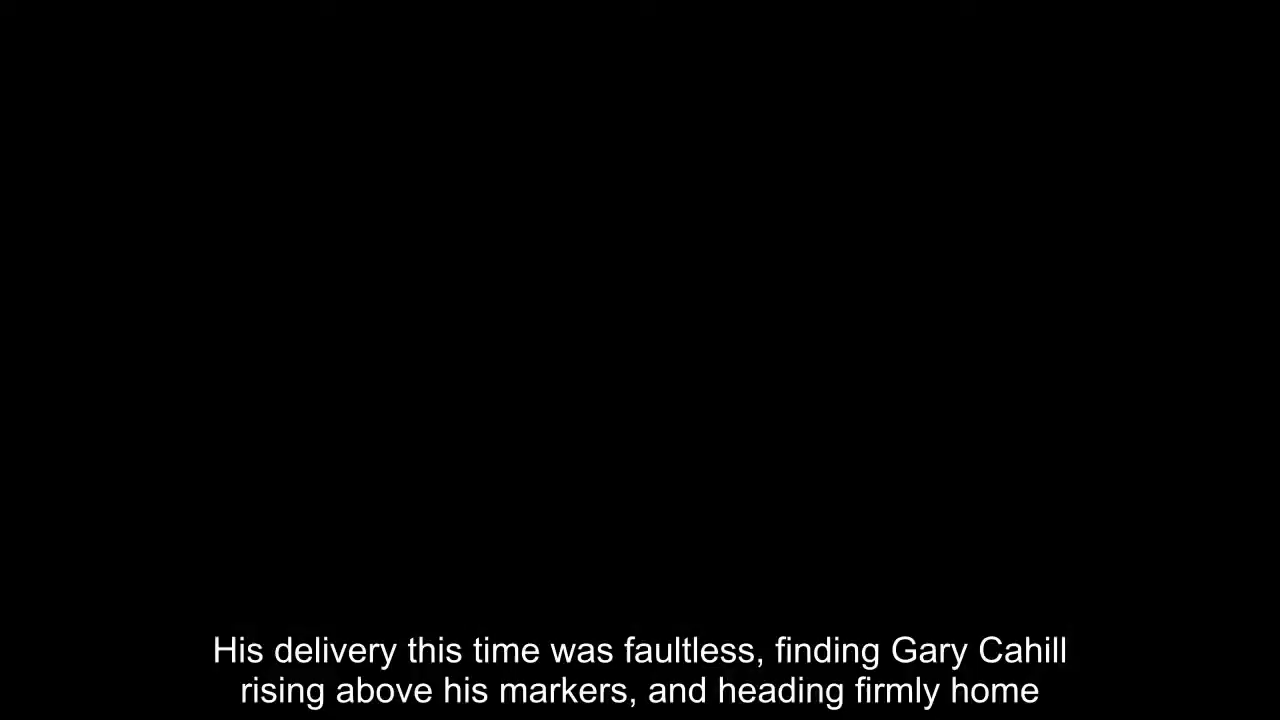 His delivery this time was faultless, finding Gary Cahill
rising above his markers, and heading firmly home